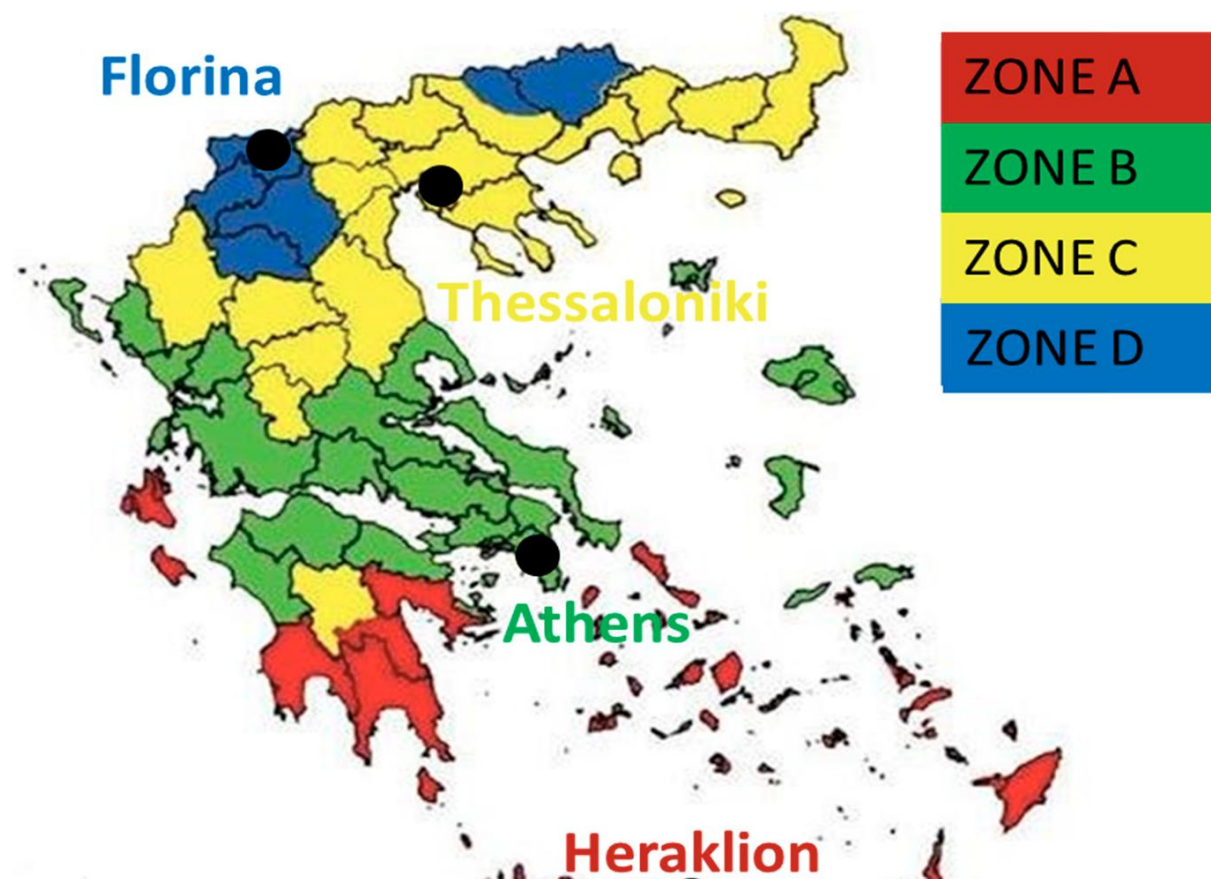 Florina
ZONE A
ZONE B
ZONE C
ZONE D
Thessaloniki
Athens
Heraklion